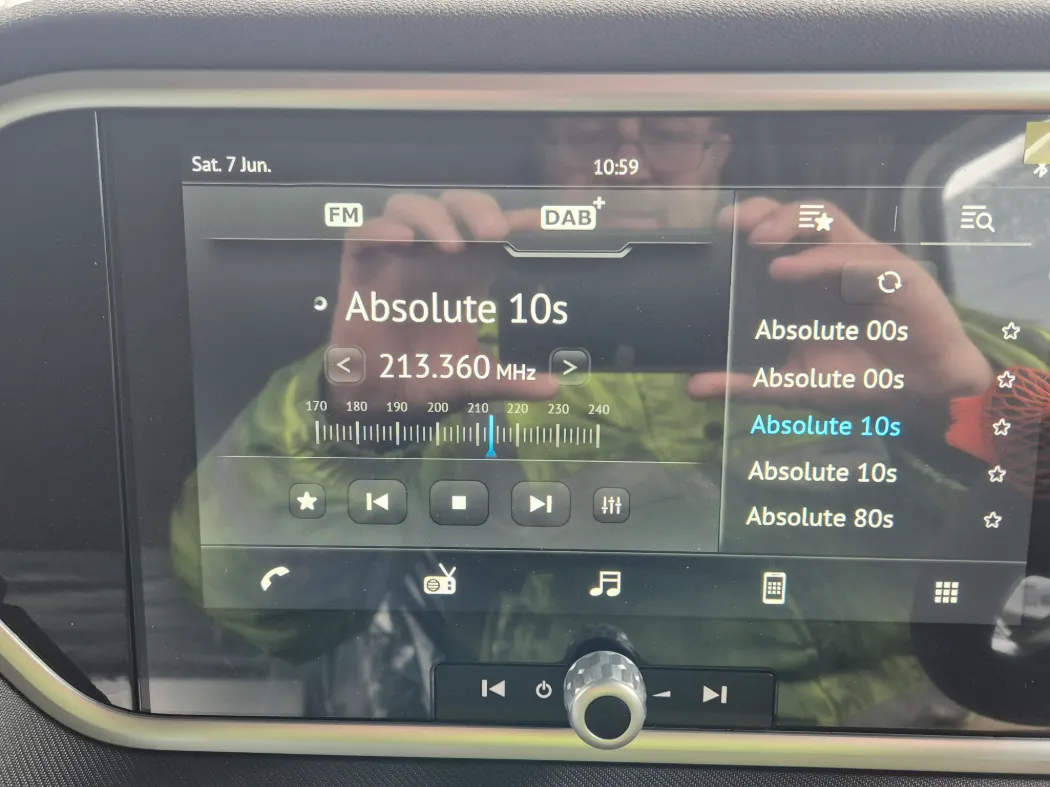 Sat. 7 Jun.
10:59
FM
DAB+
Absolute 10s
< 213.360 MHz >
170 180 190 200 210 220 230 240
Absolute 00s
Absolute 00s
Absolute 10s
Absolute 10s
Absolute 80s